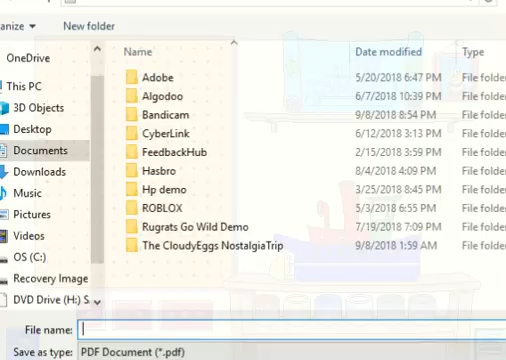 anize New folder
Name Date modified Type
OneDrive
This PC
3D Objects
Desktop
Documents
Downloads
Music
Pictures
Videos
OS (C:)
Recovery Image
DVD Drive (H:) S
Adobe 5/20/2018 6:47 PM File folder
Algodoo 6/7/2018 10:39 PM File folder
Bandicam 9/8/2018 8:54 PM File folder
CyberLink 6/12/2018 3:13 PM File folder
FeedbackHub 2/15/2018 3:59 PM File folder
Hasbro 8/4/2018 4:09 PM File folder
Hp demo 3/25/2018 8:45 PM File folder
ROBLOX 5/3/2018 6:55 PM File folder
Rugrats Go Wild Demo 7/19/2018 7:09 PM File folder
The CloudyEggs NostalgiaTrip 9/8/2018 1:59 AM File folder
File name:
Save as type: PDF Document (*.pdf)